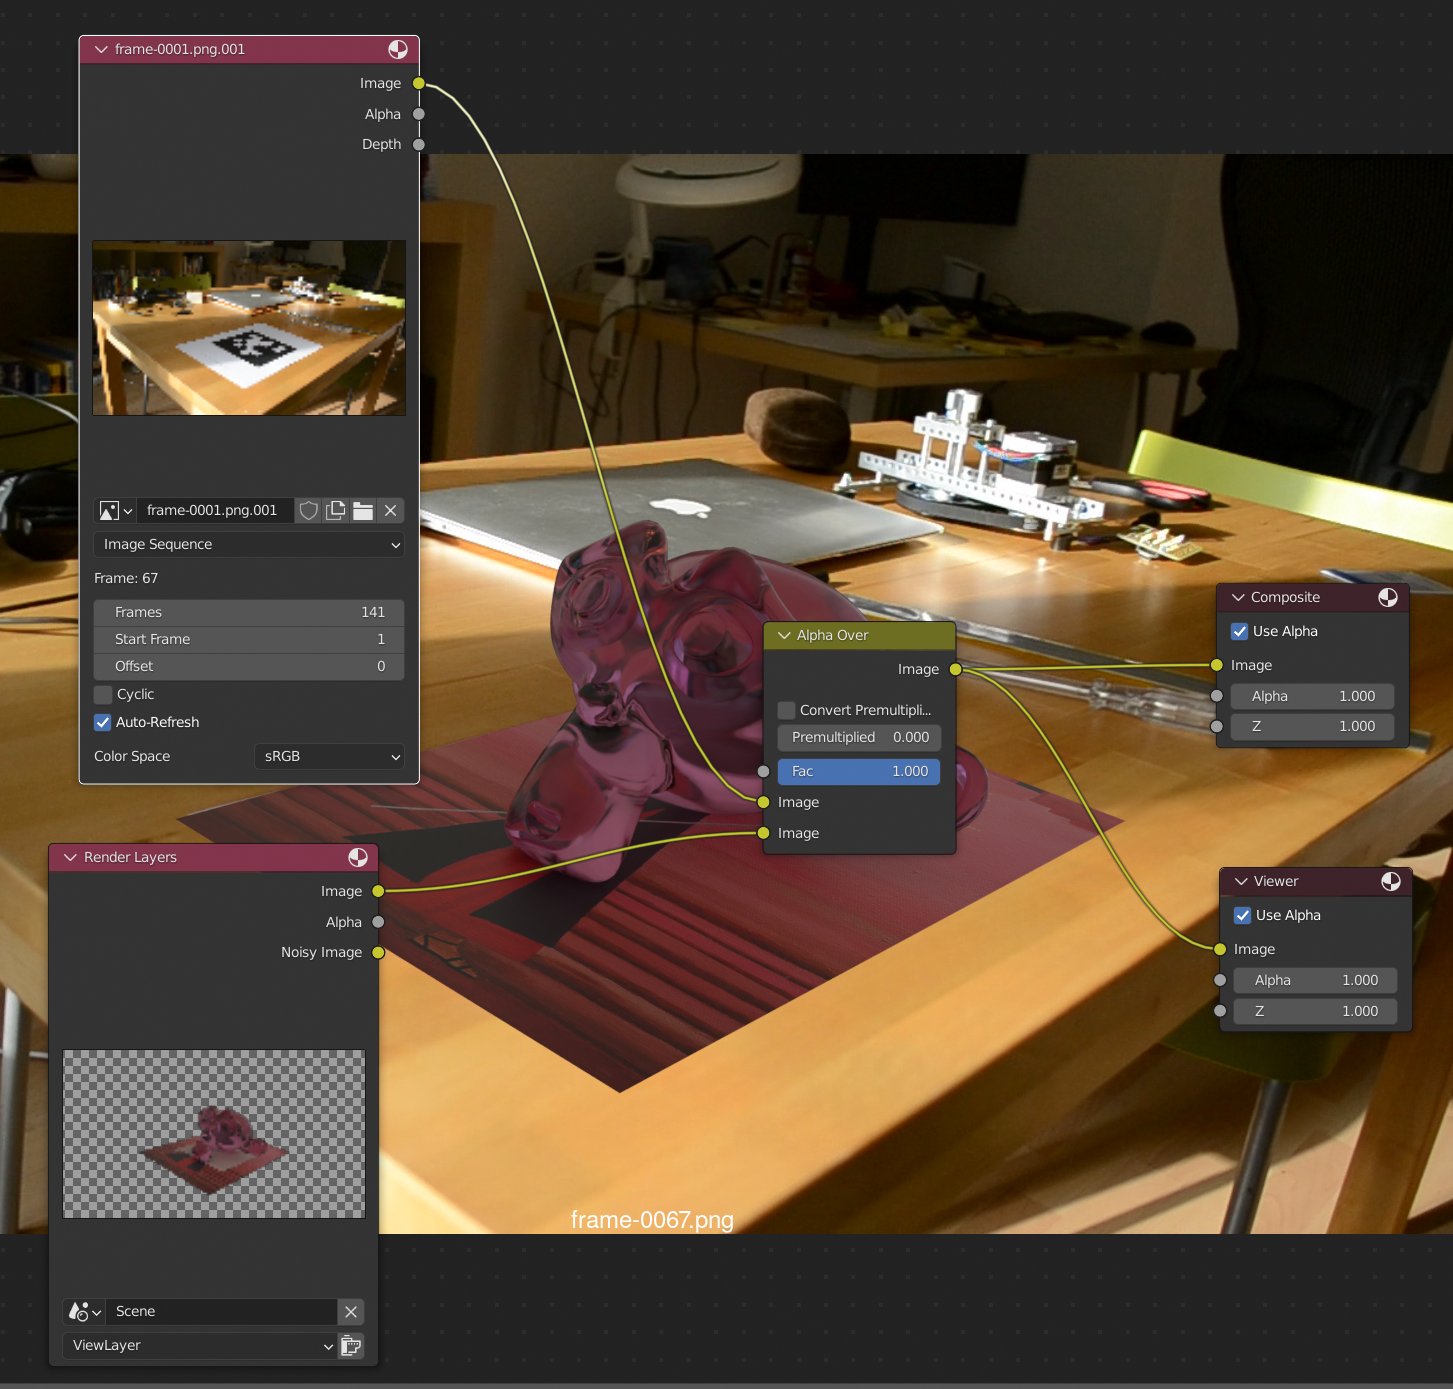 frame-0001.png.001
Image
Alpha
Depth
frame-0001.png.001
Image Sequence
Frame: 67
Frames 141
Start Frame 1
Offset 0
Cyclic
Auto-Refresh
Color Space sRGB
Render Layers
Image
Alpha
Noisy Image
Scene
ViewLayer
Alpha Over
Image
Convert Premultipli...
Premultiplied 0.000
Fac 1.000
Image
Image
Composite
Use Alpha
Image
Alpha 1.000
Z 1.000
Viewer
Use Alpha
Image
Alpha 1.000
Z 1.000
frame-0067.png